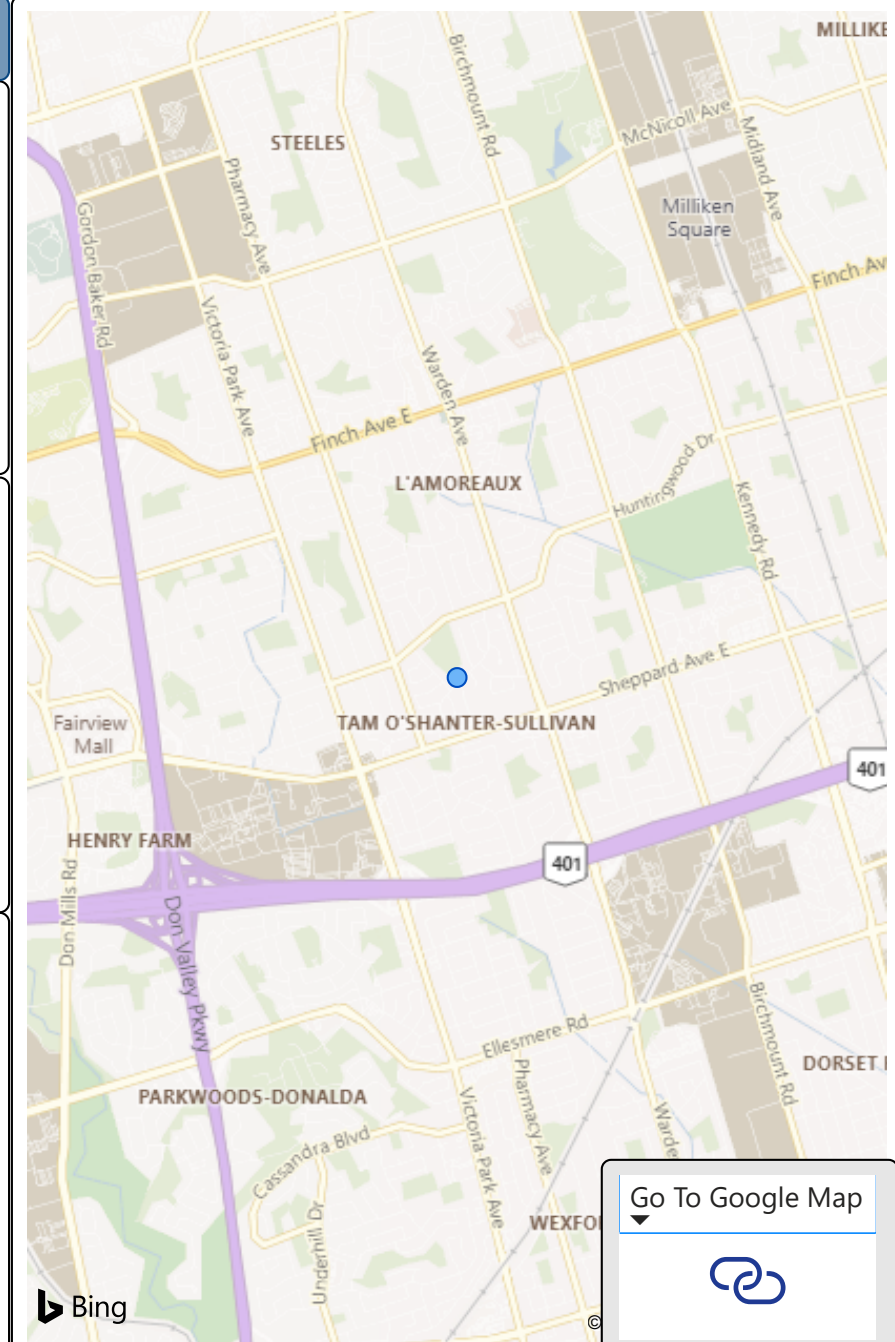 MILLIKE
Birchmount Rd
McNicoll Ave
STEELES
Midland Ave
Pharmacy Ave
Milliken
Square
Gordon Baker Rd
Finch Av
Victoria Park Ave
Warden Ave
Finch Ave E
L'AMOREAUX
Huntingwood Dr
Kennedy Rd
Sheppard Ave E
Fairview
Mall
TAM O'SHANTER-SULLIVAN
401
HENRY FARM
401
Don Mills Rd
Don Valley Pkwy
Ellesmere Rd
Birchmount Rd
DORSET
PARKWOODS-DONALDA
Pharmacy Ave
Victoria Park Ave
Warde
Cassandra Blvd
Underhill Dr
WEXFO
Go To Google Map
Bing
©